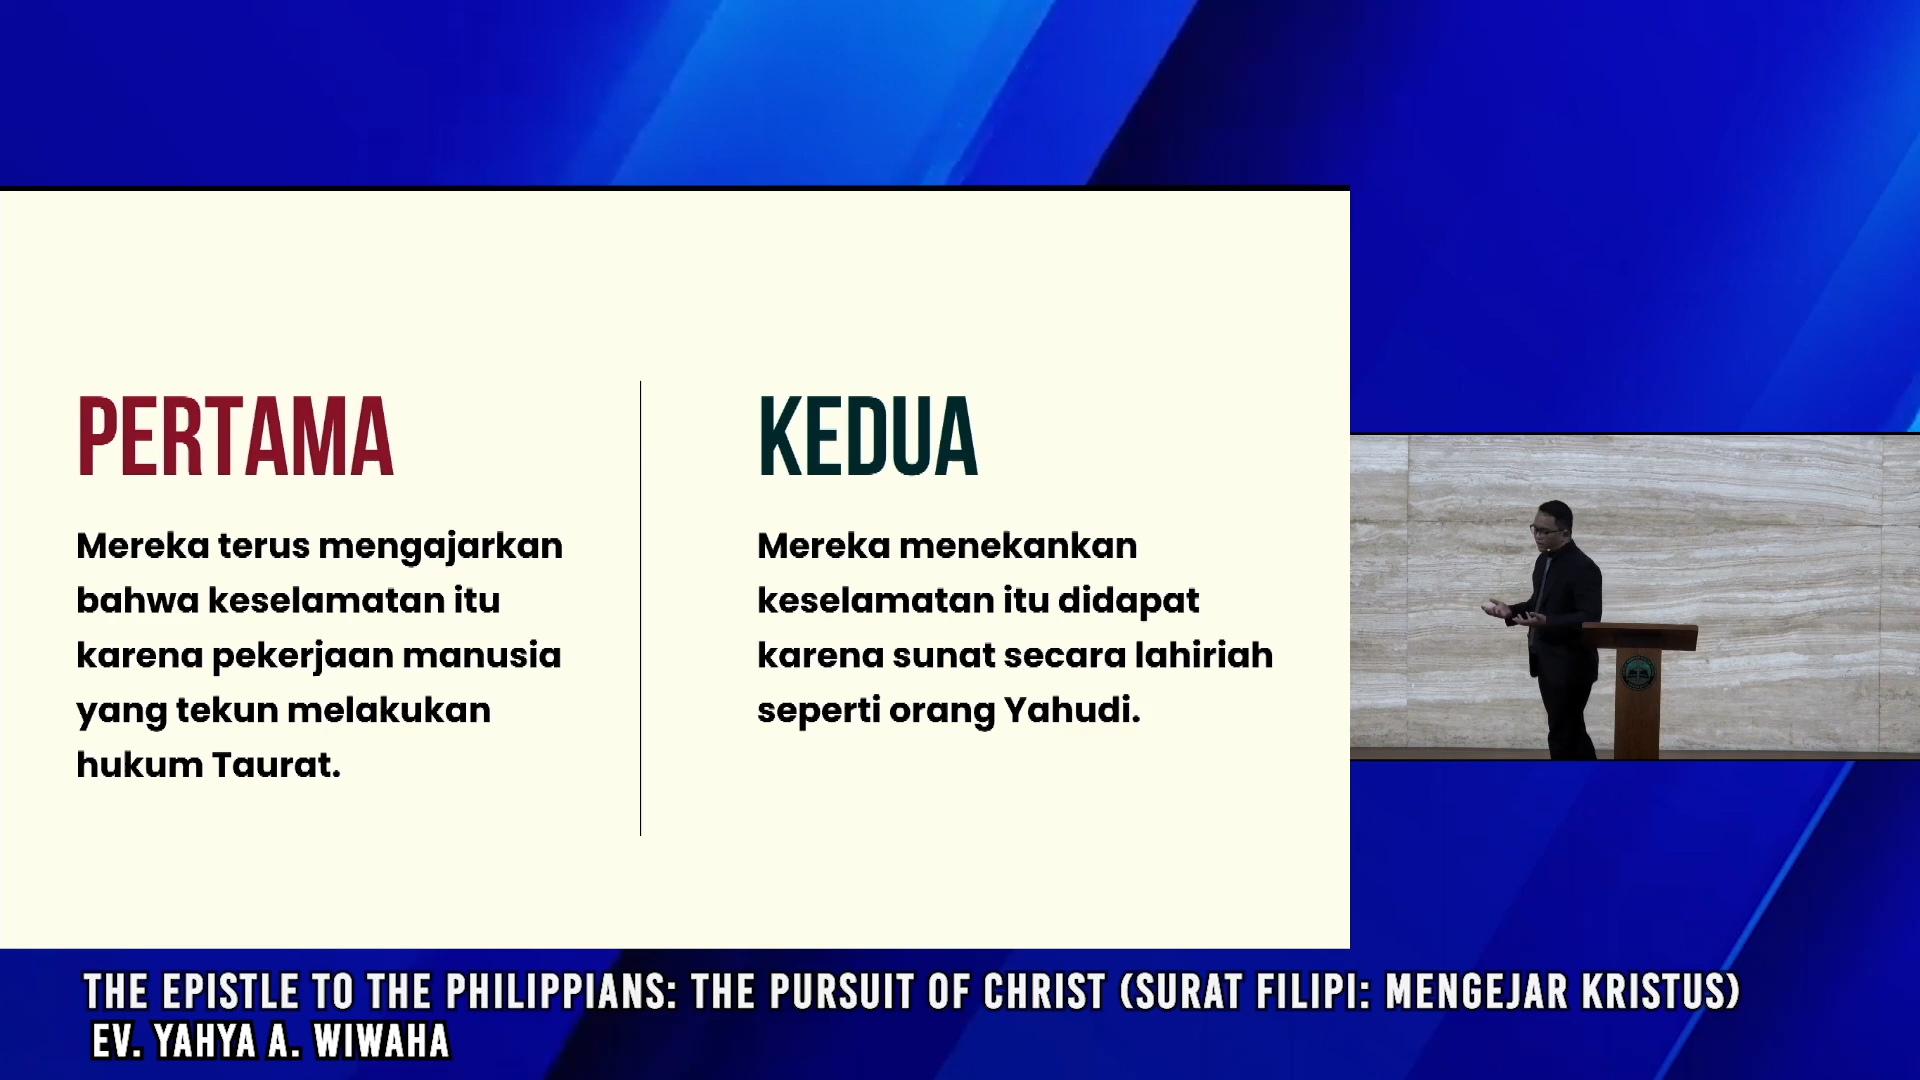 PERTAMA
Mereka terus mengajarkan
bahwa keselamatan itu
karena pekerjaan manusia
yang tekun melakukan
hukum Taurat.
KEDUA
Mereka menekankan
keselamatan itu didapat
karena sunat secara lahiriah
seperti orang Yahudi.
THE EPISTLE TO THE PHILIPPIANS: THE PURSUIT OF CHRIST (SURAT FILIPI: MENGEJAR KRISTUS)
EV. YAHYA A. WIWAHA